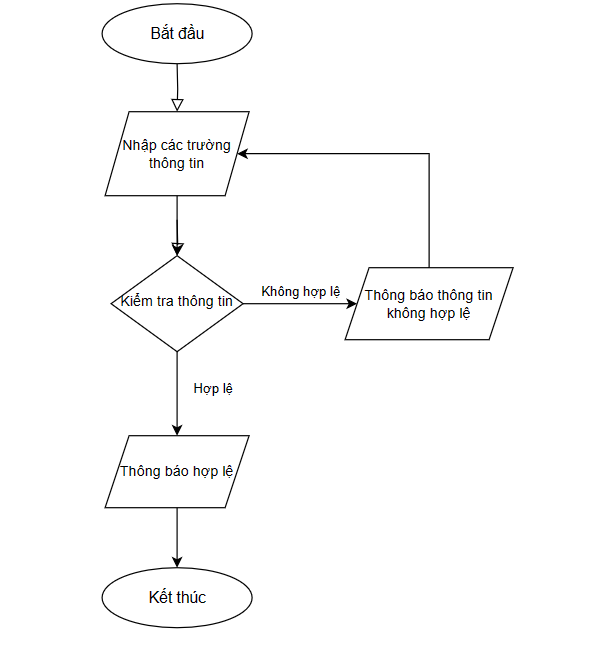 Bắt đầu
Nhập các trường
thông tin
Kiểm tra thông tin
Không hợp lệ
Thông báo thông tin
không hợp lệ
Hợp lệ
Thông báo hợp lệ
Kết thúc